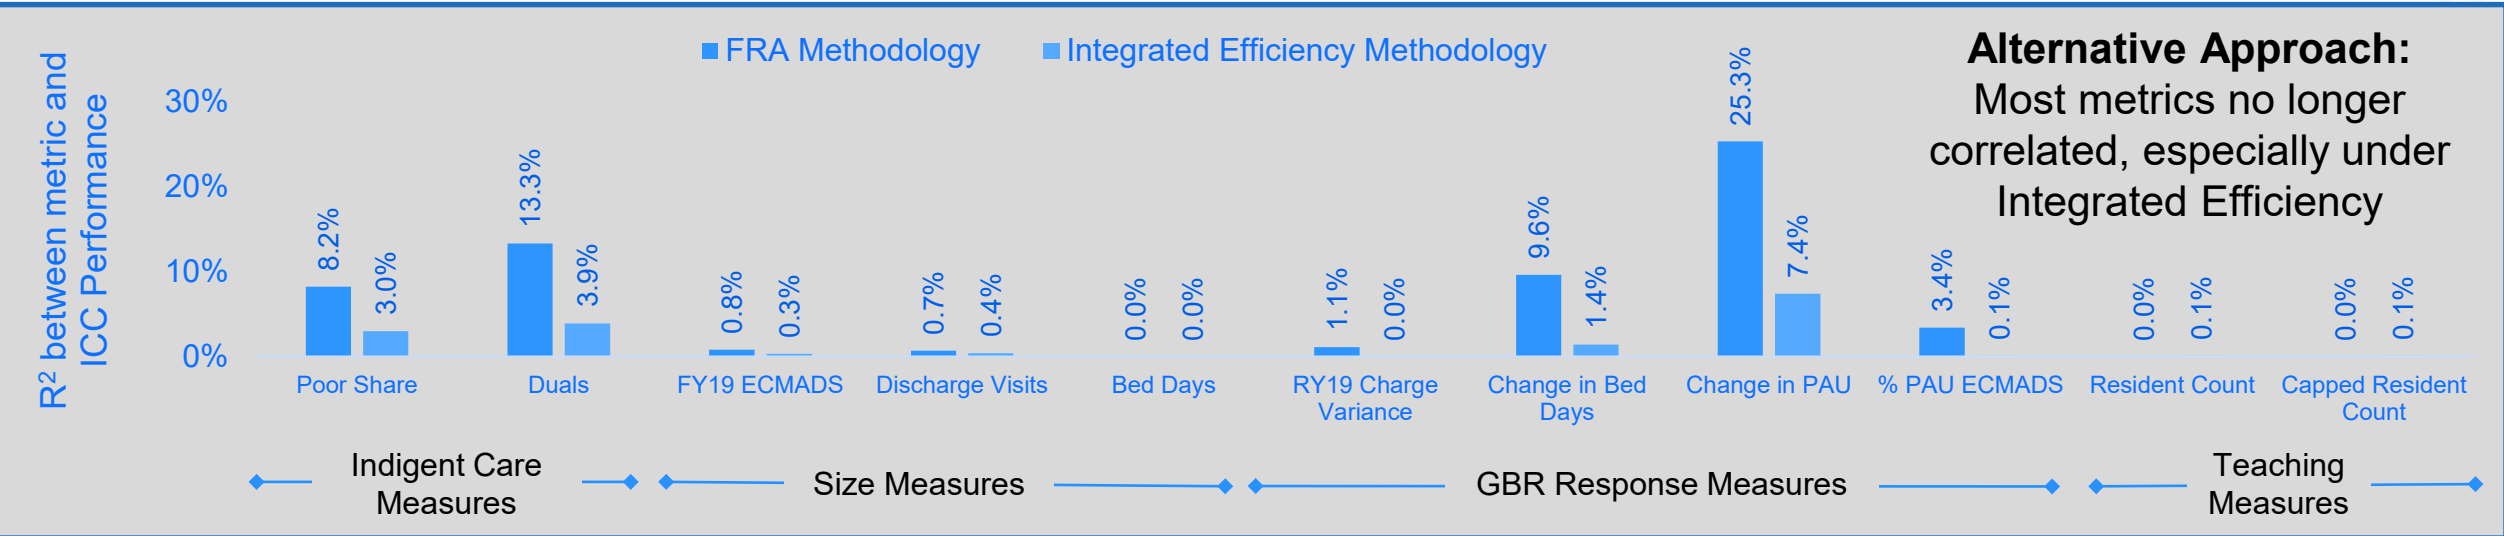 FRA Methodology
Integrated Efficiency Methodology
Alternative Approach:
Most metrics no longer
correlated, especially under
Integrated Efficiency
R² between metric and
ICC Performance
30%
20%
10%
0%
8.2%
3.0%
13.3%
3.9%
0.8%
0.3%
0.7%
0.4%
0.0%
0.0%
1.1%
0.0%
9.6%
1.4%
25.3%
7.4%
3.4%
0.1%
0.0%
0.1%
0.0%
0.1%
Poor Share
Duals
FY19 ECMADS
Discharge Visits
Bed Days
RY19 Charge
Variance
Change in Bed
Days
Change in PAU
% PAU ECMADS
Resident Count
Capped Resident
Count
Indigent Care
Measures
Size Measures
GBR Response Measures
Teaching
Measures